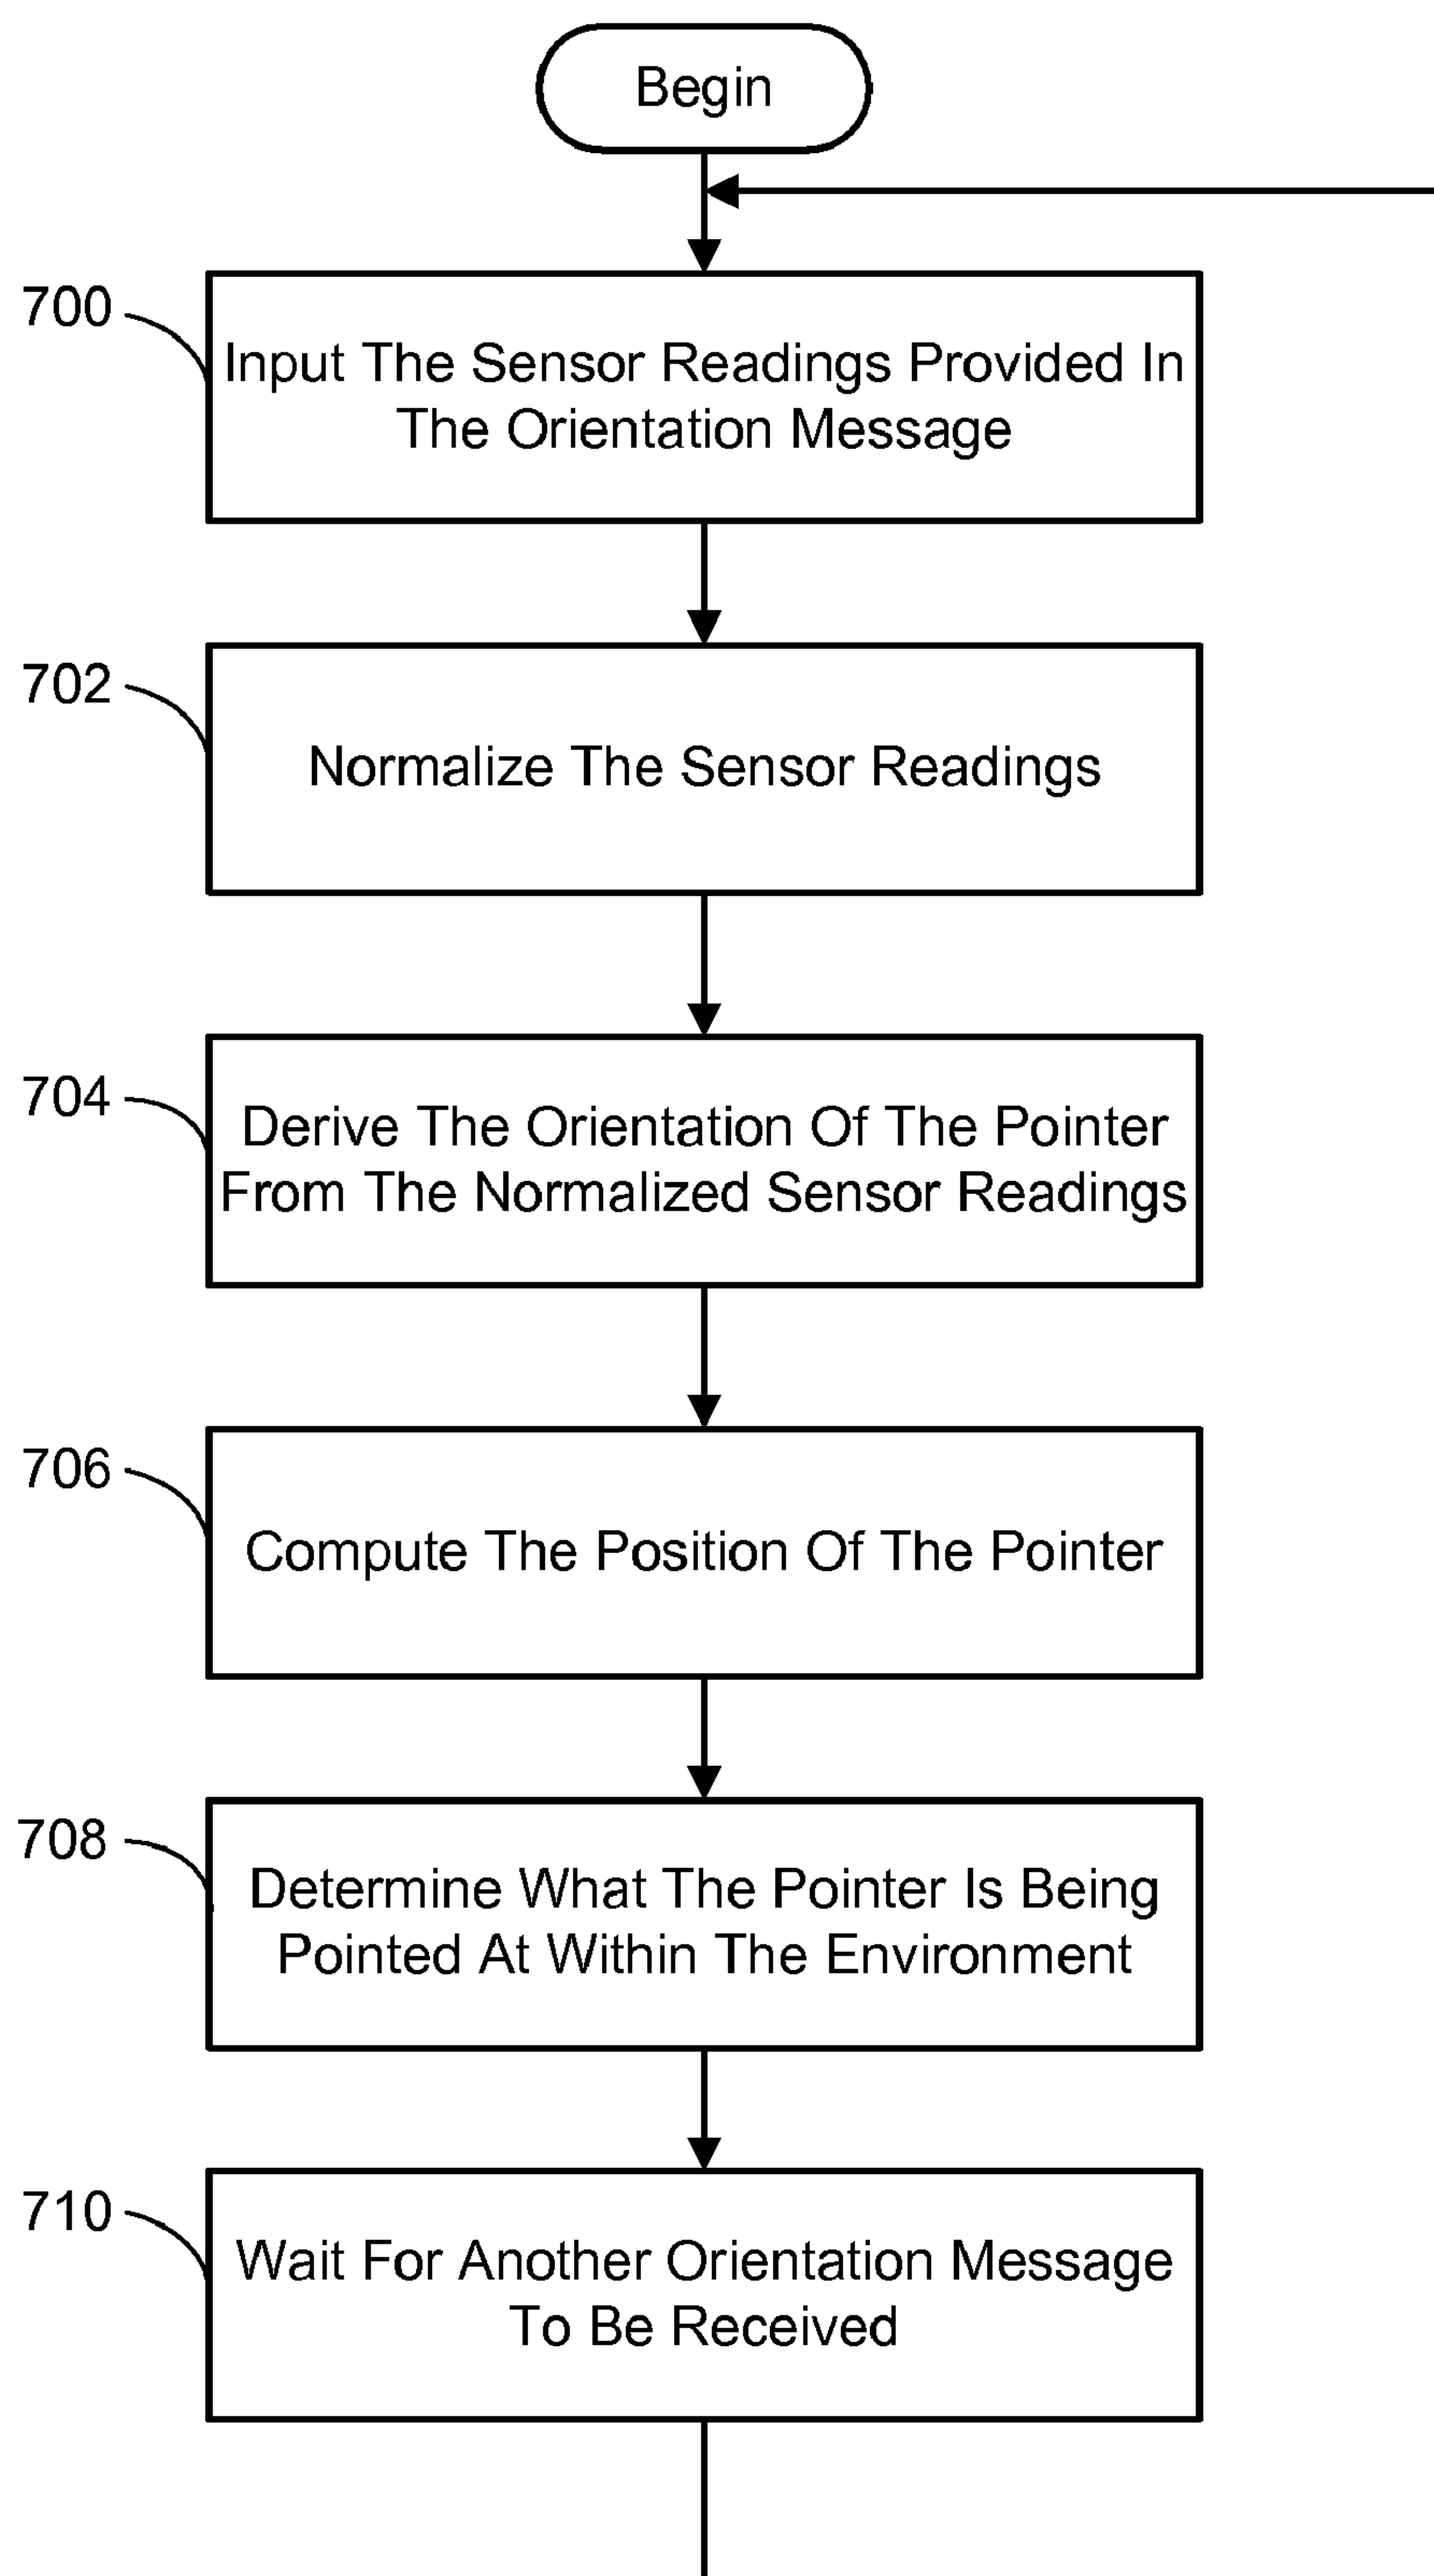 Begin
700
Input The Sensor Readings Provided In
The Orientation Message
702
Normalize The Sensor Readings
704
Derive The Orientation Of The Pointer
From The Normalized Sensor Readings
706
Compute The Position Of The Pointer
708
Determine What The Pointer Is Being
Pointed At Within The Environment
710
Wait For Another Orientation Message
To Be Received